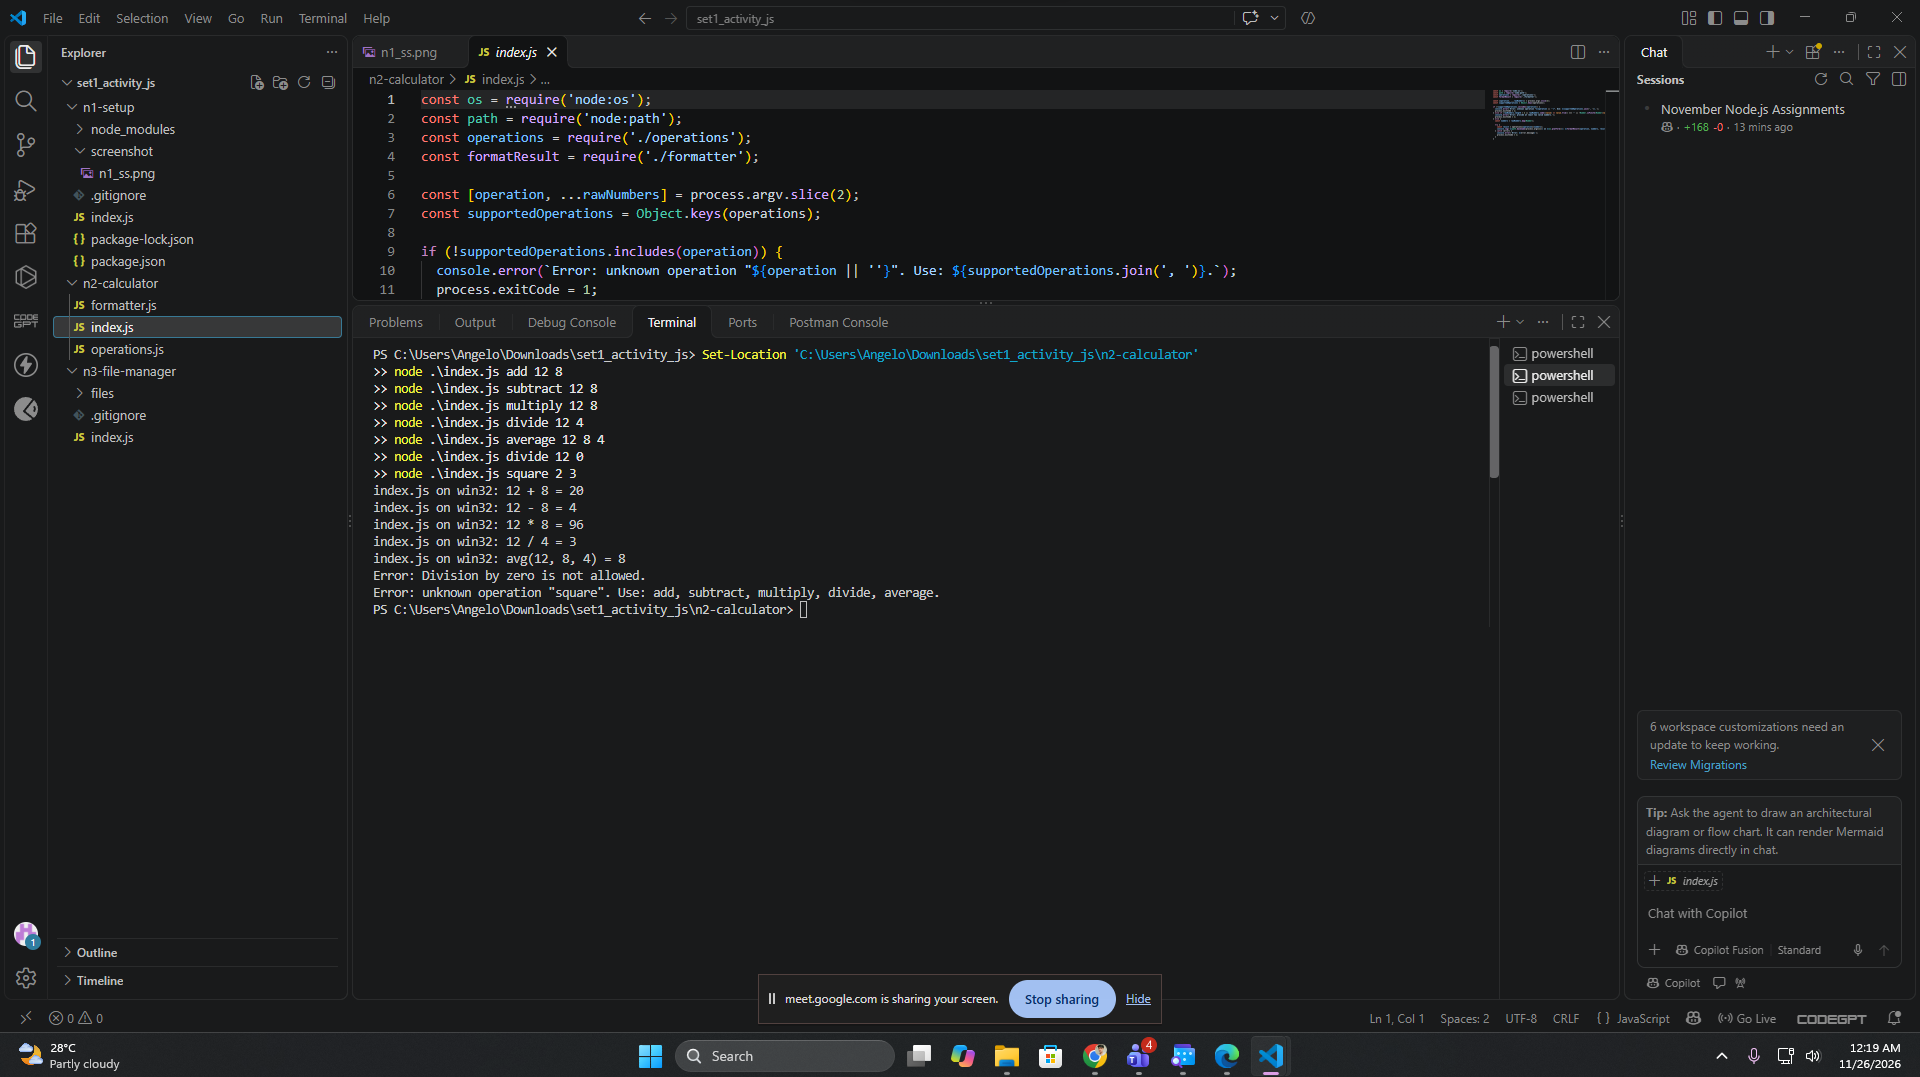 File Edit Selection View Go Run Terminal Help
set1_activity_js
Explorer
set1_activity_js
n1-setup
node_modules
screenshot
n1_ss.png
.gitignore
JS index.js
{} package-lock.json
{} package.json
n2-calculator
JS formatter.js
JS index.js
JS operations.js
n3-file-manager
files
.gitignore
JS index.js
Outline
Timeline
CODE
GPT
1
n1_ss.png
JS index.js
n2-calculator > JS index.js > ...
1 const os = require('node:os');
2 const path = require('node:path');
3 const operations = require('./operations');
4 const formatResult = require('./formatter');
5
6 const [operation, ...rawNumbers] = process.argv.slice(2);
7 const supportedOperations = Object.keys(operations);
8
9 if (!supportedOperations.includes(operation)) {
10 console.error(`Error: unknown operation "${operation || ''}". Use: ${supportedOperations.join(', ')}.`);
11 process.exitCode = 1;
Problems Output Debug Console Terminal Ports Postman Console
PS C:\Users\Angelo\Downloads\set1_activity_js> Set-Location 'C:\Users\Angelo\Downloads\set1_activity_js\n2-calculator'
>> node .\index.js add 12 8
>> node .\index.js subtract 12 8
>> node .\index.js multiply 12 8
>> node .\index.js divide 12 4
>> node .\index.js average 12 8 4
>> node .\index.js divide 12 0
>> node .\index.js square 2 3
index.js on win32: 12 + 8 = 20
index.js on win32: 12 - 8 = 4
index.js on win32: 12 * 8 = 96
index.js on win32: 12 / 4 = 3
index.js on win32: avg(12, 8, 4) = 8
Error: Division by zero is not allowed.
Error: unknown operation "square". Use: add, subtract, multiply, divide, average.
PS C:\Users\Angelo\Downloads\set1_activity_js\n2-calculator>
powershell
powershell
powershell
Chat
Sessions
November Node.js Assignments
· +168 -0 · 13 mins ago
6 workspace customizations need an
update to keep working.
Review Migrations
Tip: Ask the agent to draw an architectural
diagram or flow chart. It can render Mermaid
diagrams directly in chat.
JS index.js
Chat with Copilot
Copilot Fusion Standard
Copilot
meet.google.com is sharing your screen. Stop sharing Hide
0 0
Ln 1, Col 1 Spaces: 2 UTF-8 CRLF {} JavaScript Go Live CODEGPT
28°C
Partly cloudy
Search
4
12:19 AM
11/26/2026